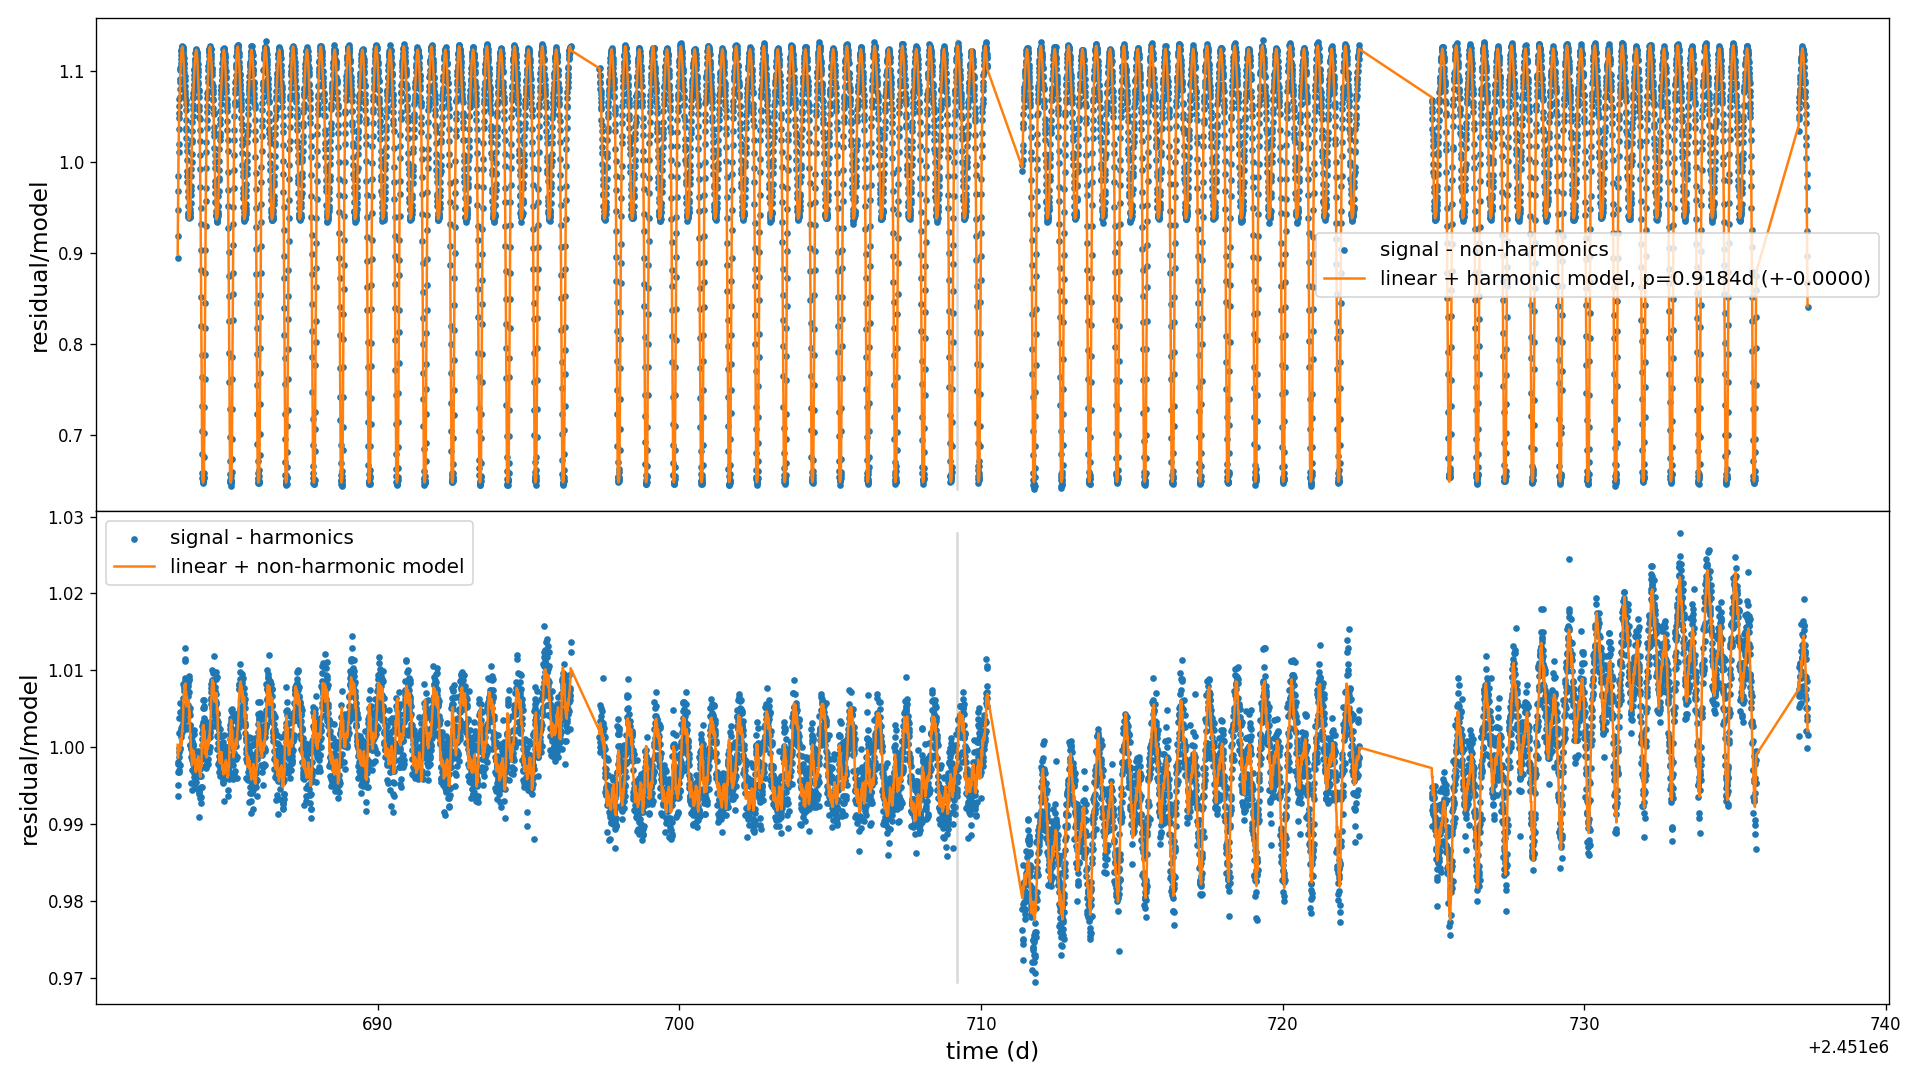 1.1
1.0
0.9
0.8
0.7
residual/model
signal - non-harmonics
linear + harmonic model, p=0.9184d (+-0.0000)
1.03
1.02
1.01
1.00
0.99
0.98
0.97
residual/model
signal - harmonics
linear + non-harmonic model
690
700
710
720
730
740
time (d)
+2.451e6